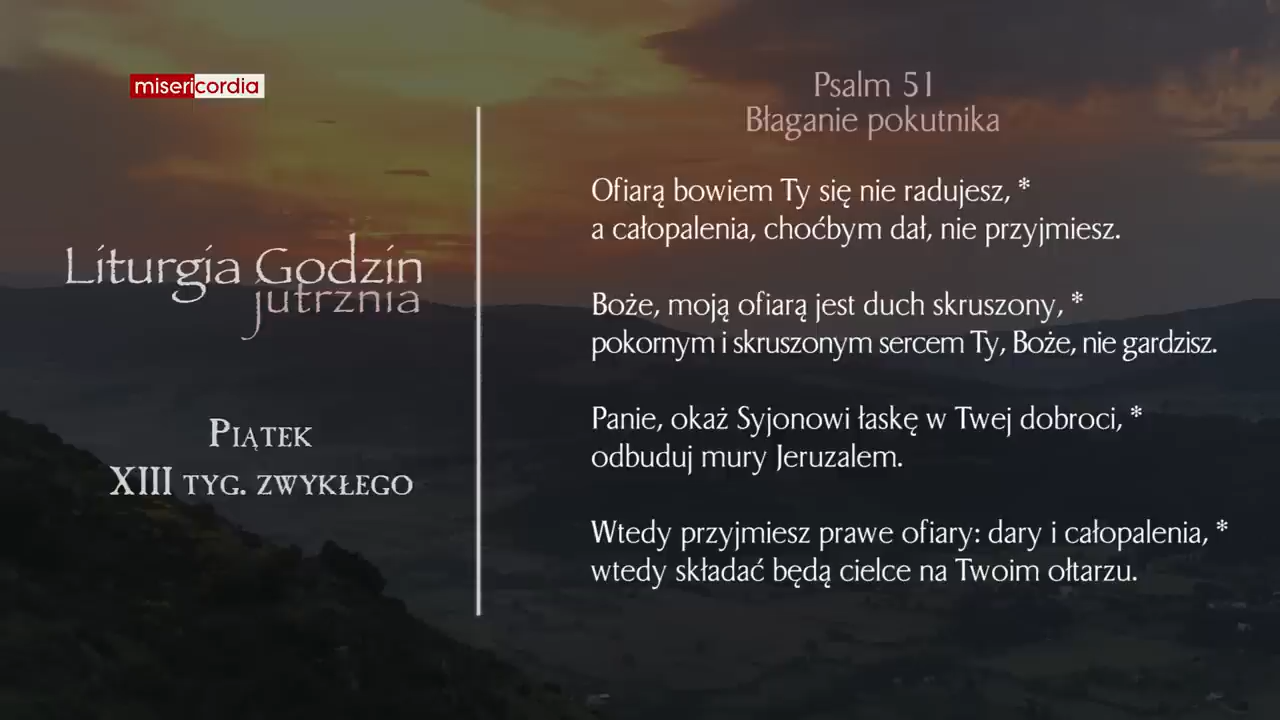 misericordia
Liturgia Godzin
jutrznia
Piątek
XIII tyg. zwykłego
Psalm 51
Błaganie pokutnika
Ofiarą bowiem Ty się nie radujesz, *
a całopalenia, choćbym dał, nie przyjmiesz.
Boże, moją ofiarą jest duch skruszony, *
pokornym i skruszonym sercem Ty, Boże, nie gardzisz.
Panie, okaż Syjonowi łaskę w Twej dobroci, *
odbuduj mury Jeruzalem.
Wtedy przyjmiesz prawe ofiary: dary i całopalenia, *
wtedy składać będą cielce na Twoim ołtarzu.